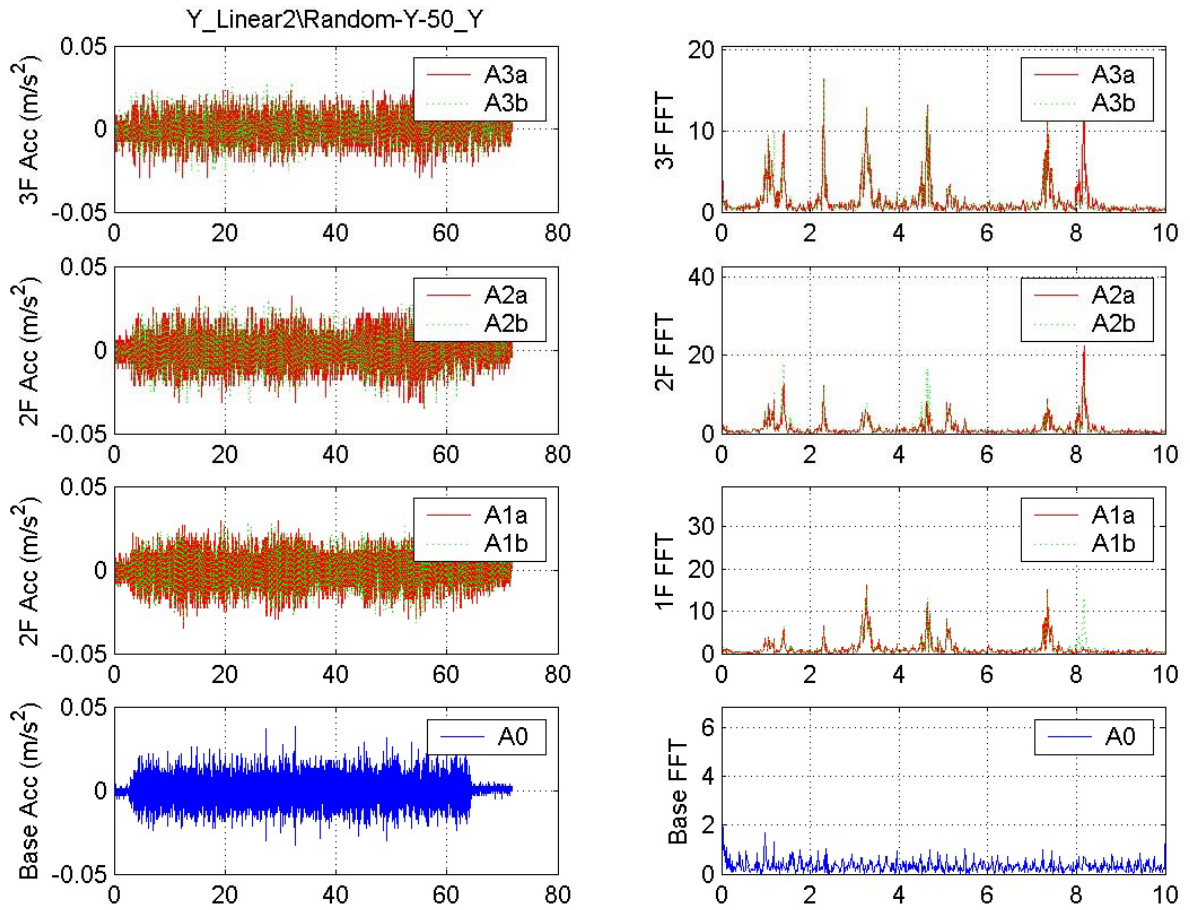 Y_Linear2\Random-Y-50_Y
3F Acc (m/s²)
0.05
0
-0.05
0 20 40 60 80
A3a
A3b
3F FFT
20
10
0
0 2 4 6 8 10
A3a
A3b
2F Acc (m/s²)
0.05
0
-0.05
0 20 40 60 80
A2a
A2b
2F FFT
40
20
0
0 2 4 6 8 10
A2a
A2b
2F Acc (m/s²)
0.05
0
-0.05
0 20 40 60 80
A1a
A1b
1F FFT
30
20
10
0
0 2 4 6 8 10
A1a
A1b
Base Acc (m/s²)
0.05
0
-0.05
0 20 40 60 80
A0
Base FFT
6
4
2
0
0 2 4 6 8 10
A0